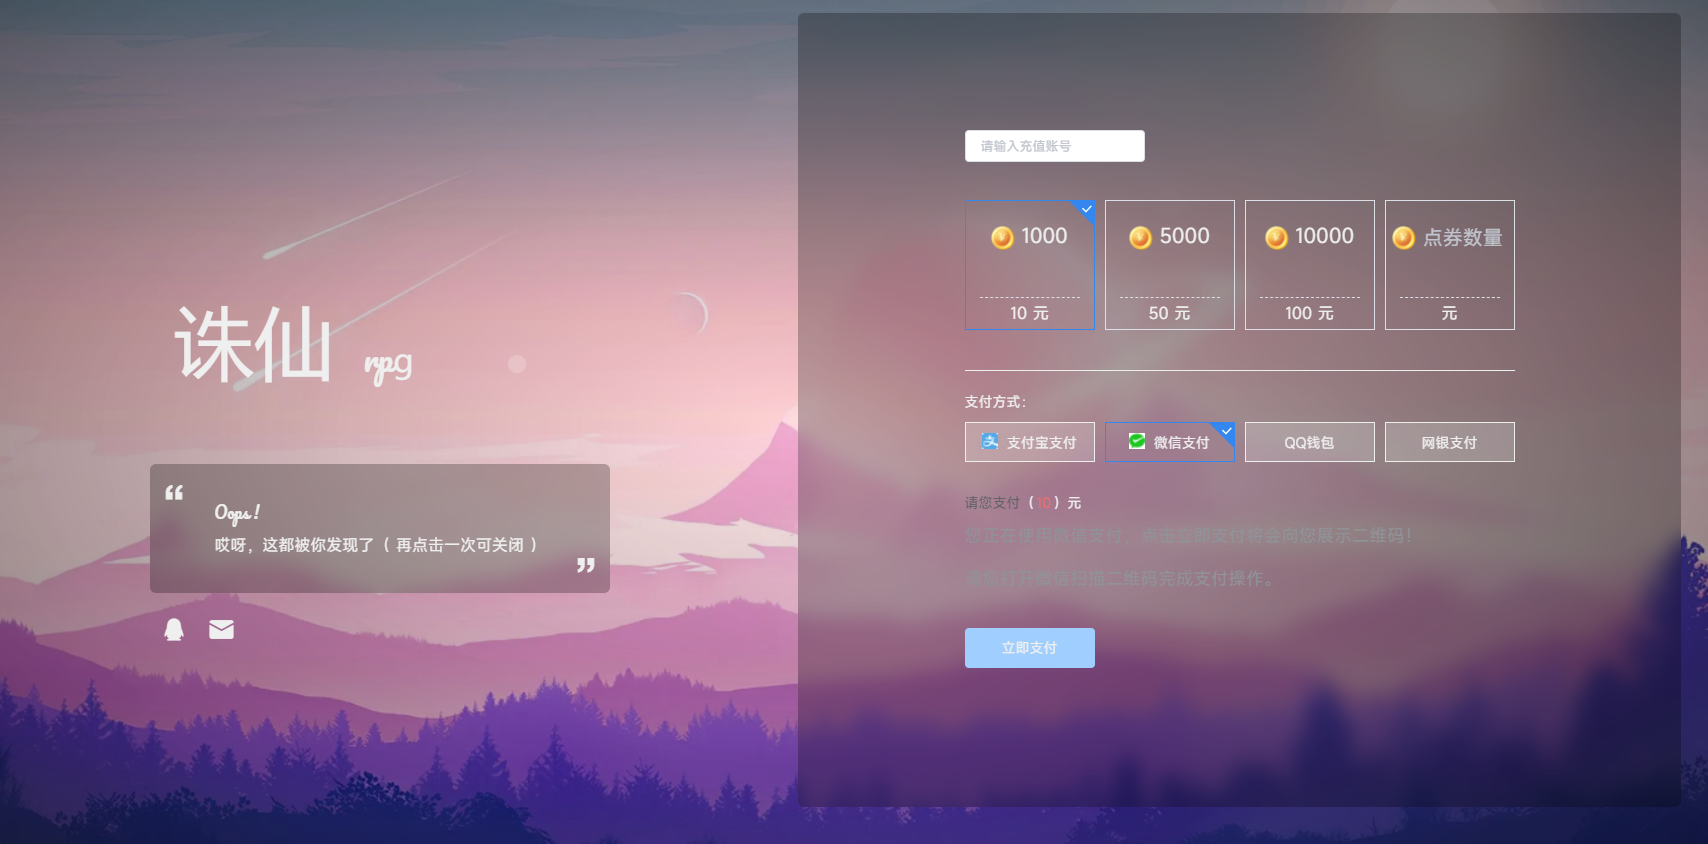 诛仙 rpg
“
Oops！
哎呀，这都被你发现了（ 再点击一次可关闭 ）
”
请输入充值账号
1000 5000 10000 点券数量
10 元 50 元 100 元 元
支付方式：
支付宝支付 微信支付 QQ钱包 网银支付
请您支付（10）元
您正在使用微信支付，点击立即支付将会向您展示二维码！
请您打开微信扫描二维码完成支付操作。
立即支付